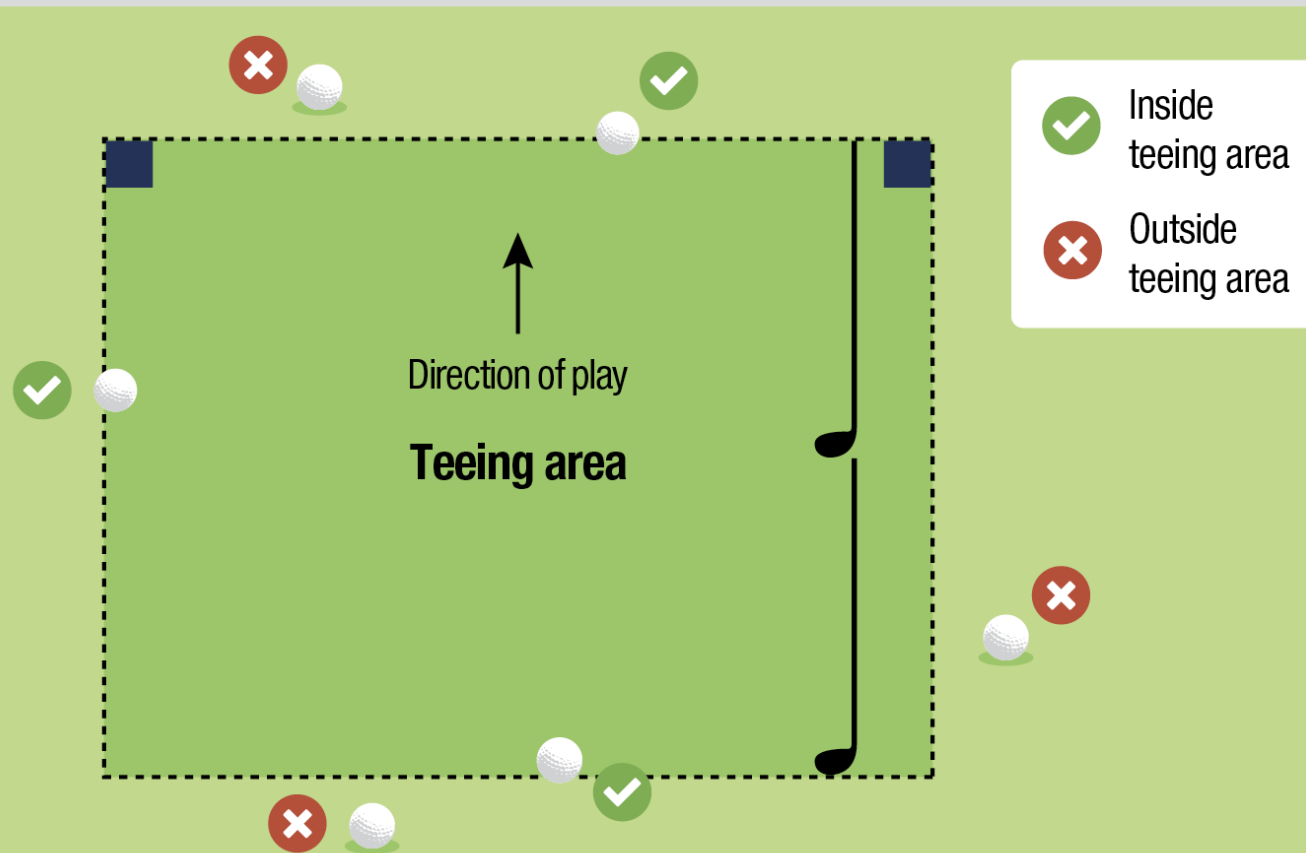 Inside
teeing area
Outside
teeing area
Direction of play
Teeing area